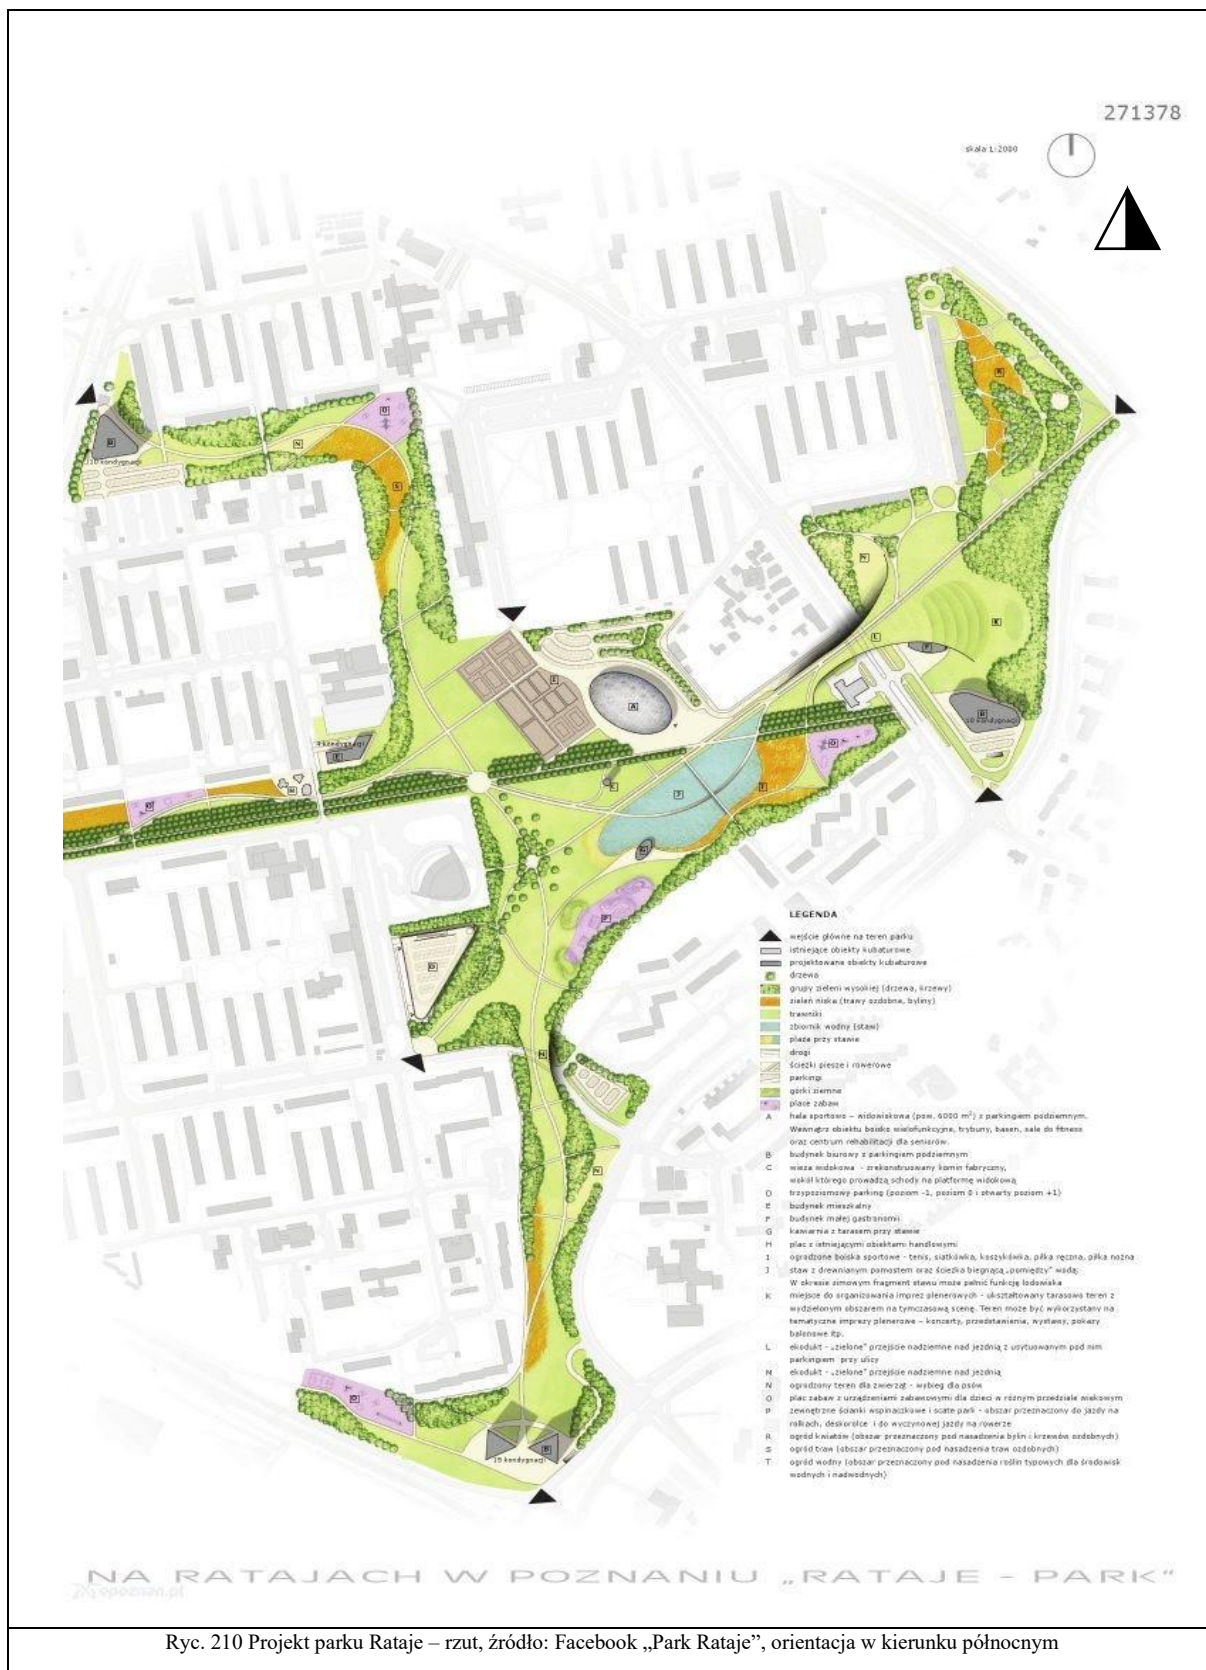 271378
skala 1:2000
R
O
B
10 kondygnacji
N
S
N
K
L
F
B
10 kondygnacji
I
A
4 kondygnacji
E
H
O
O
C
J
T
G
P
D
M
N
O
B
19 kondygnacji
LEGENDA
wejście główne na teren parku
istniejące obiekty kubaturowe
projektowane obiekty kubaturowe
drzewa
grupy zieleni wysokiej (drzewa, krzewy)
zieleń niska (trawy ozdobne, byliny)
trawniki
zbiornik wodny (staw)
plaża przy stawie
drogi
ścieżki piesze i rowerowe
parkingi
górki ziemne
place zabaw
A hala sportowo – widowiskowa (pow. 6000 m²) z parkingiem podziemnym.
Wewnątrz obiektu boisko wielofunkcyjne, trybuny, basen, sale do fitness
oraz centrum rehabilitacji dla seniorów.
B budynek biurowy z parkingiem podziemnym
C wieża widokowa - zrekonstruowany komin fabryczny,
wokół którego prowadzą schody na platformę widokową
D trzypoziomowy parking (poziom -1, poziom 0 i otwarty poziom +1)
E budynek mieszkalny
F budynek małej gastronomii
G kawiarnia z tarasem przy stawie
H plac z istniejącymi obiektami handlowymi
I ogrodzone boiska sportowe - tenis, siatkówka, koszykówka, piłka ręczna, piłka nożna
J staw z drewnianym pomostem oraz ścieżka biegnącą „pomiędzy” wodą;
W okresie zimowym fragment stawu może pełnić funkcję lodowiska
K miejsce do organizowania imprez plenerowych - ukształtowany tarasowo teren z
wydzielonym obszarem na tymczasową scenę. Teren może być wykorzystany na
tematyczne imprezy plenerowe – koncerty, przedstawienia, wystawy, pokazy
balonowe itp.
L ekodukt - „zielone” przejście nadziemne nad jezdnią z usytuowanym pod nim
parkingiem przy ulicy
M ekodukt - „zielone” przejście nadziemne nad jezdnią
N ogrodzony teren dla zwierząt - wybieg dla psów
O plac zabaw z urządzeniami zabawowymi dla dzieci w różnym przedziale wiekowym
P zewnętrzne ścianki wspinaczkowe i scate park - obszar przeznaczony do jazdy na
rolkach, deskorolce i do wyczynowej jazdy na rowerze
R ogród kwiatów (obszar przeznaczony pod nasadzenia bylin i krzewów ozdobnych)
S ogród traw (obszar przeznaczony pod nasadzenia traw ozdobnych)
T ogród wodny (obszar przeznaczony pod nasadzenia roślin typowych dla środowisk
wodnych i nadwodnych)
NA RATAJACH W POZNANIU „RATAJE - PARK”
epoznan.pl
Ryc. 210 Projekt parku Rataje – rzut, źródło: Facebook „Park Rataje”, orientacja w kierunku północnym